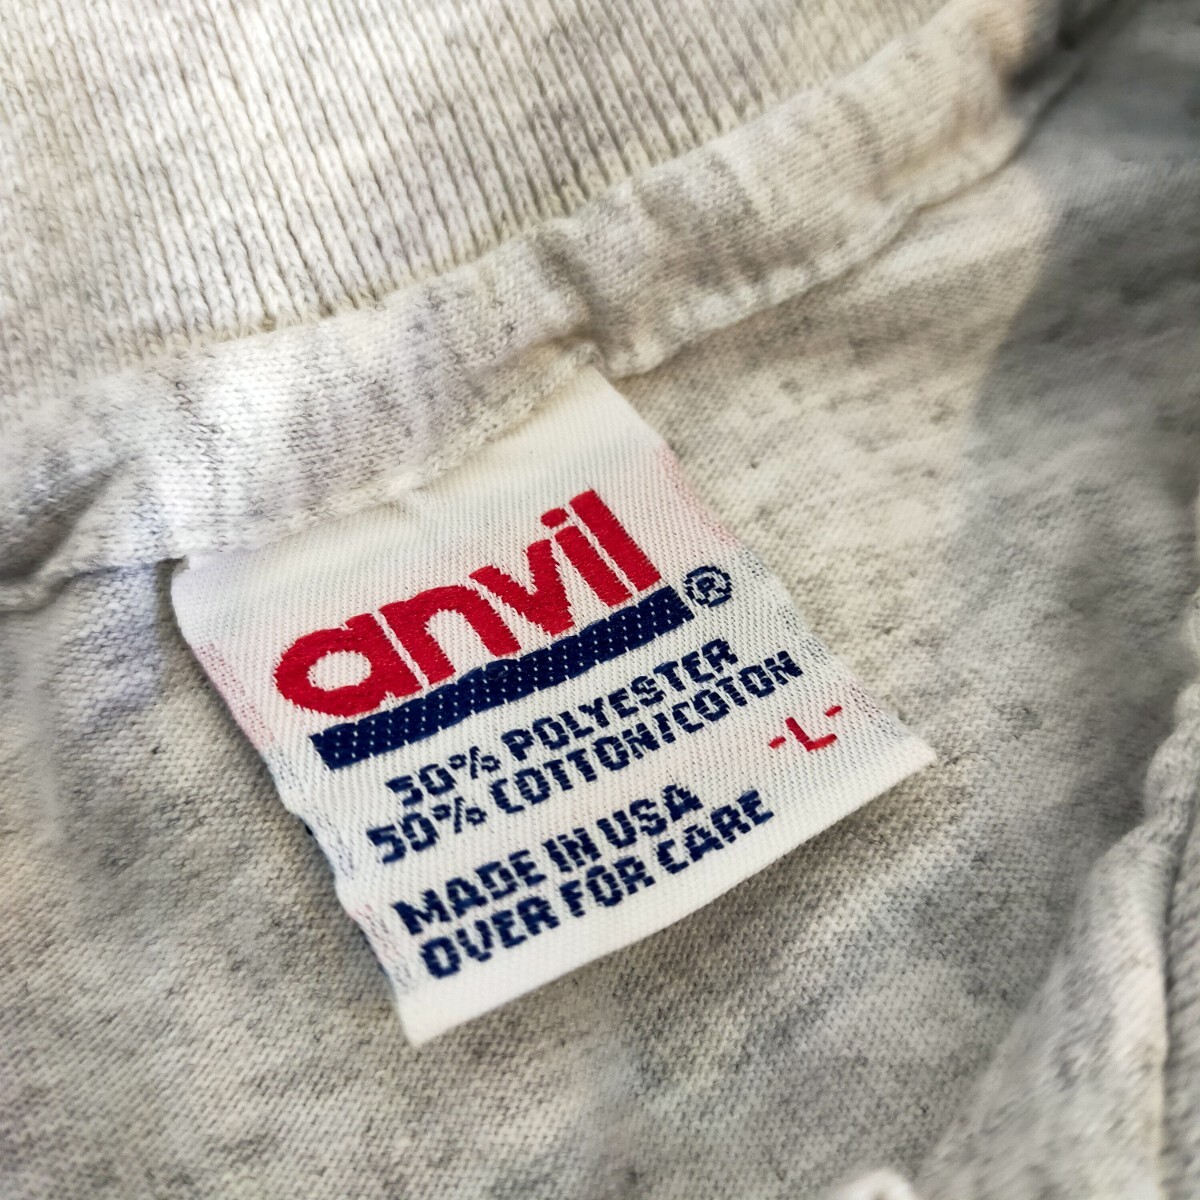 anvil®
50% POLYESTER
50% COTTON/COTON
-L-
MADE IN USA
OVER FOR CARE